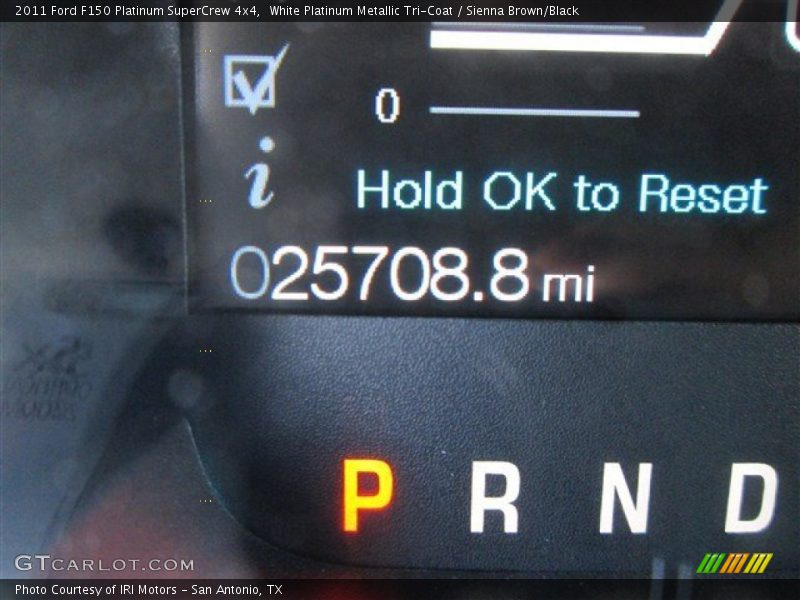 2011 Ford F150 Platinum SuperCrew 4x4, White Platinum Metallic Tri-Coat / Sienna Brown/Black
0
i
Hold OK to Reset
025708.8 mi
P R N D
GTCARLOT.COM
Photo Courtesy of IRI Motors - San Antonio, TX